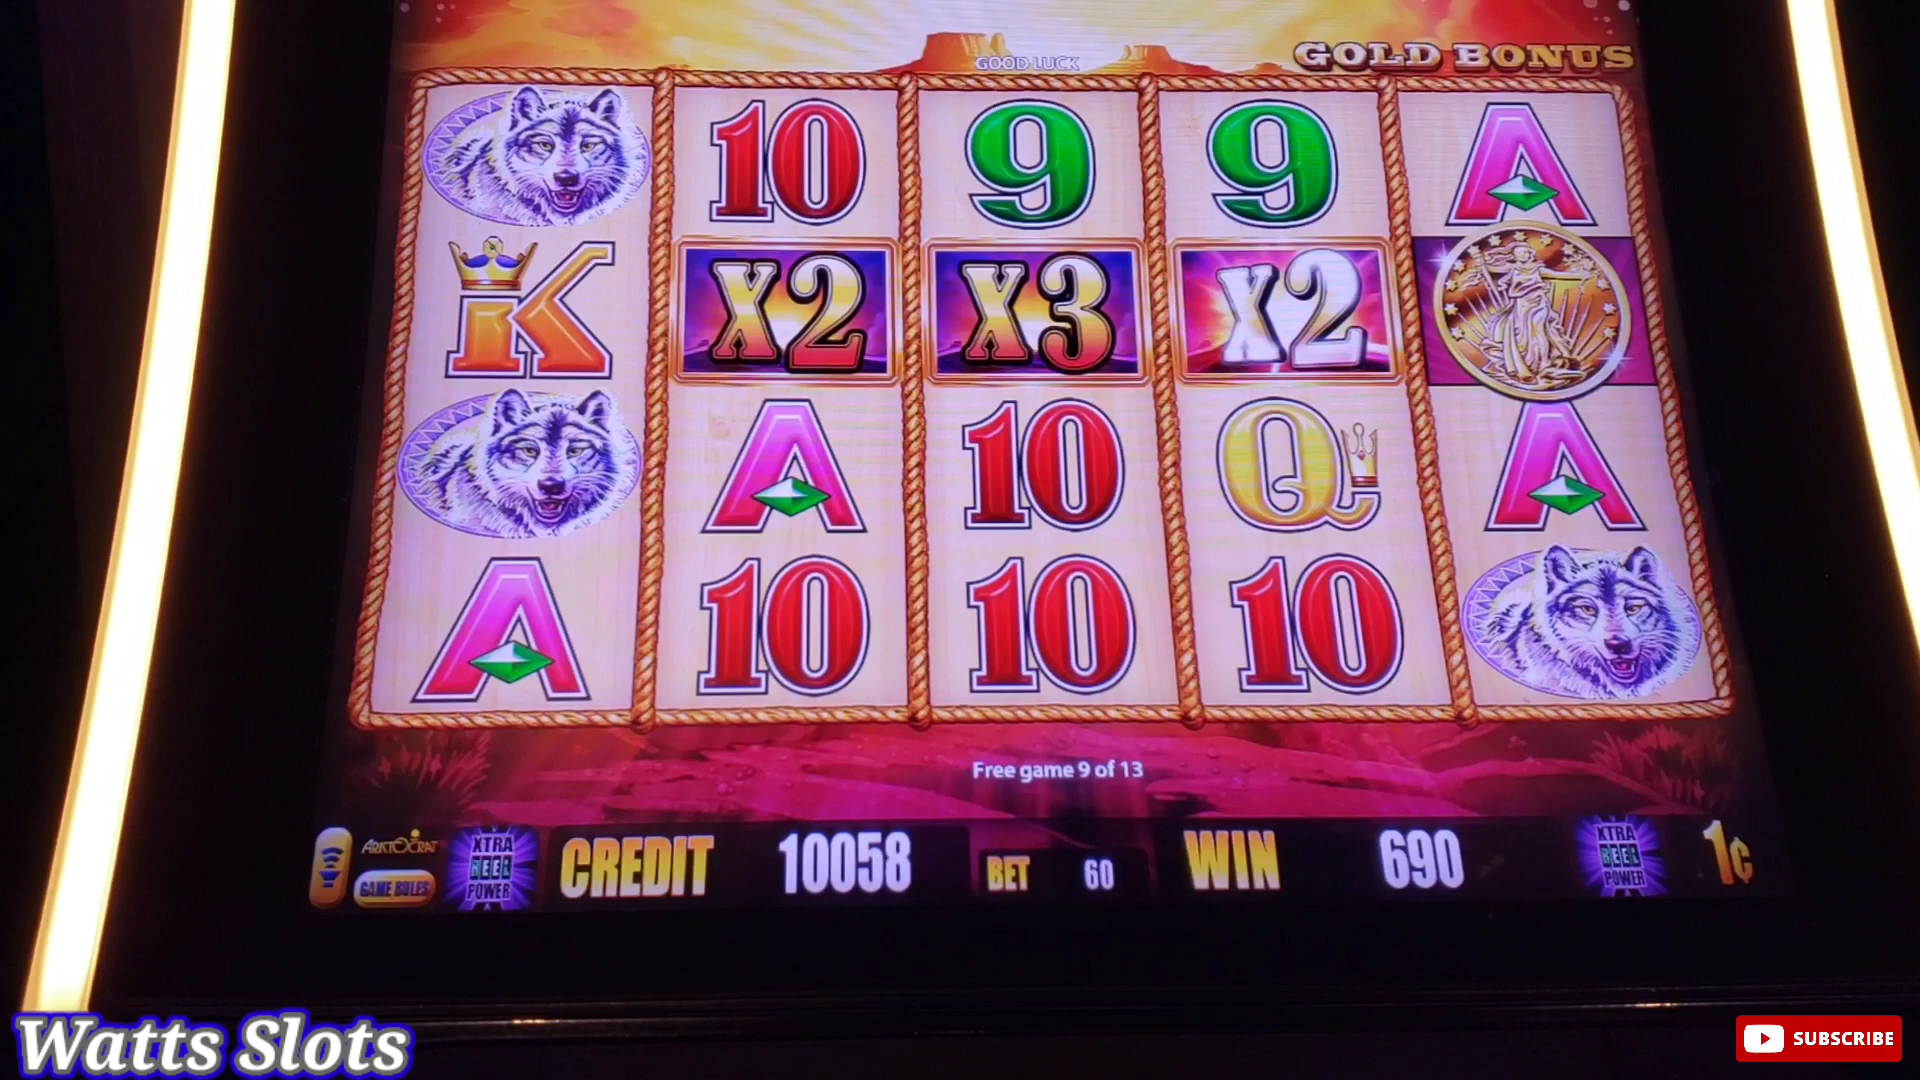 GOLD BONUS
GOOD LUCK
10 9 9 A
K X2 X3 X2
A 10 Q A
A 10 10 10
Free game 9 of 13
ARISTOCRAT
GAME RULES
XTRA
REEL
POWER
CREDIT 10058
BET 60
WIN 690
XTRA
REEL
POWER
1¢
Watts Slots
SUBSCRIBE